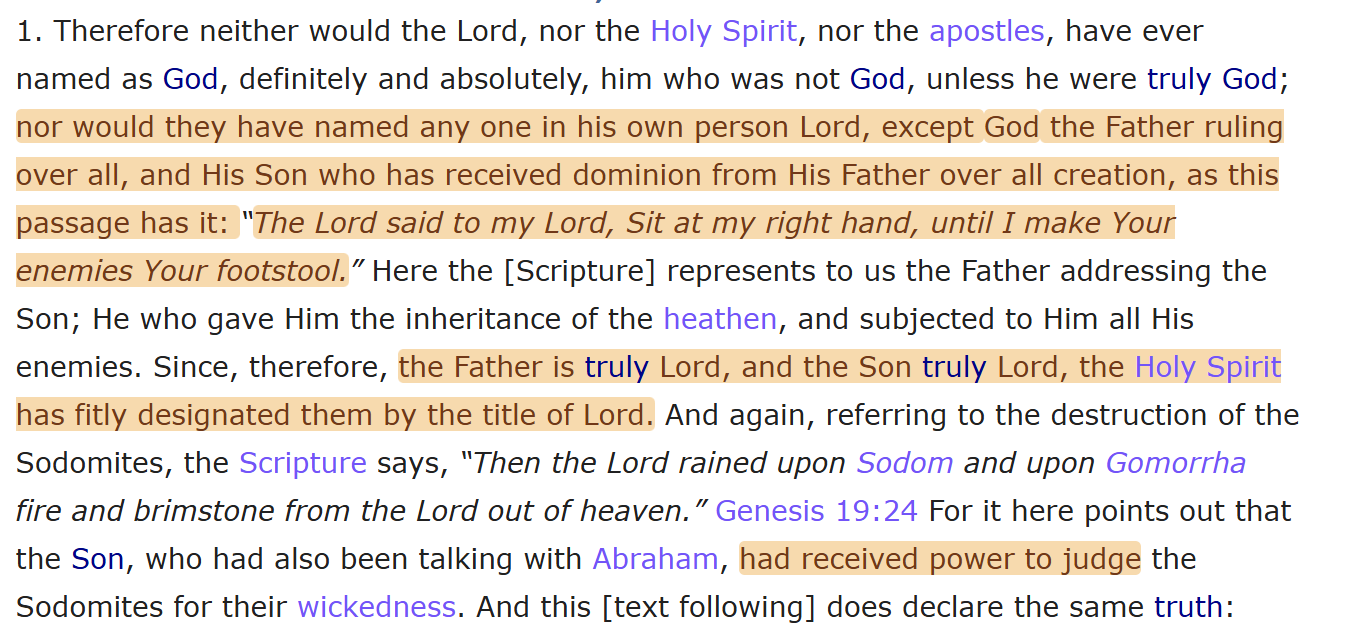 1. Therefore neither would the Lord, nor the Holy Spirit, nor the apostles, have ever
named as God, definitely and absolutely, him who was not God, unless he were truly God;
nor would they have named any one in his own person Lord, except God the Father ruling
over all, and His Son who has received dominion from His Father over all creation, as this
passage has it: “The Lord said to my Lord, Sit at my right hand, until I make Your
enemies Your footstool.” Here the [Scripture] represents to us the Father addressing the
Son; He who gave Him the inheritance of the heathen, and subjected to Him all His
enemies. Since, therefore, the Father is truly Lord, and the Son truly Lord, the Holy Spirit
has fitly designated them by the title of Lord. And again, referring to the destruction of the
Sodomites, the Scripture says, “Then the Lord rained upon Sodom and upon Gomorrha
fire and brimstone from the Lord out of heaven.” Genesis 19:24 For it here points out that
the Son, who had also been talking with Abraham, had received power to judge the
Sodomites for their wickedness. And this [text following] does declare the same truth: